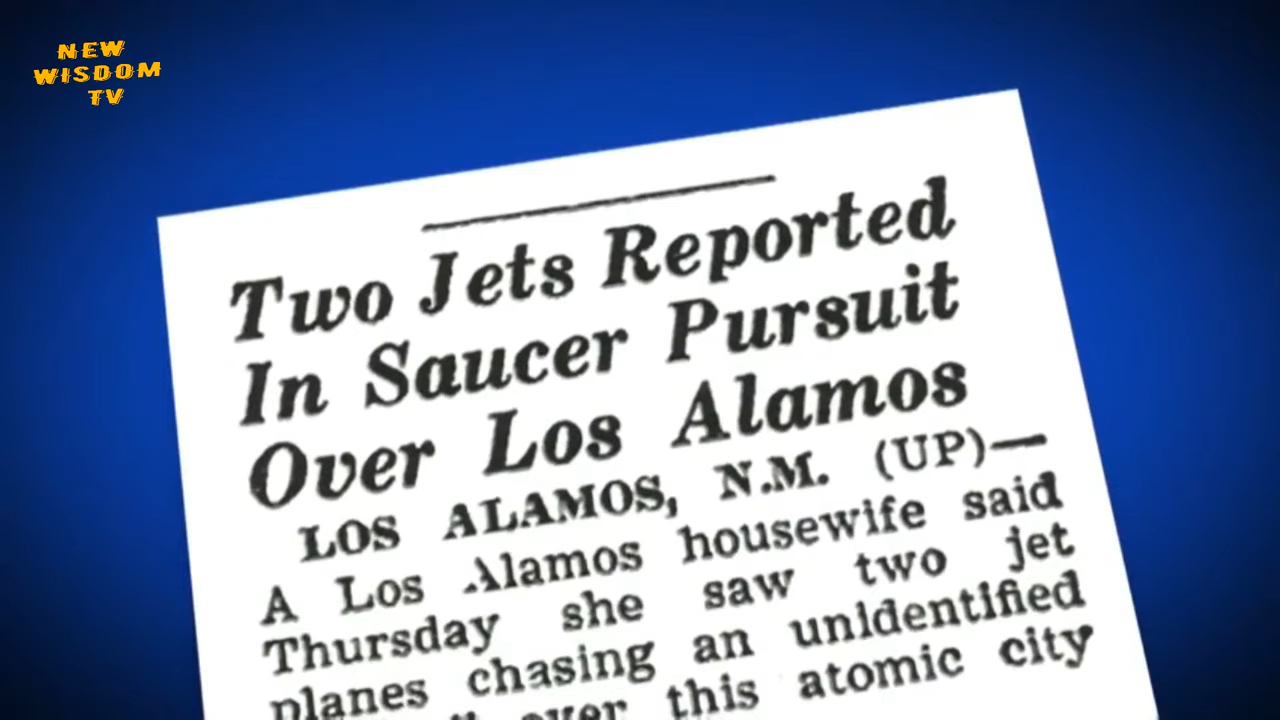 NEW
WISDOM
TV
Two Jets Reported
In Saucer Pursuit
Over Los Alamos
LOS ALAMOS, N.M. (UP)—
A Los Alamos housewife said
Thursday she saw two jet
planes chasing an unidentified
over this atomic city